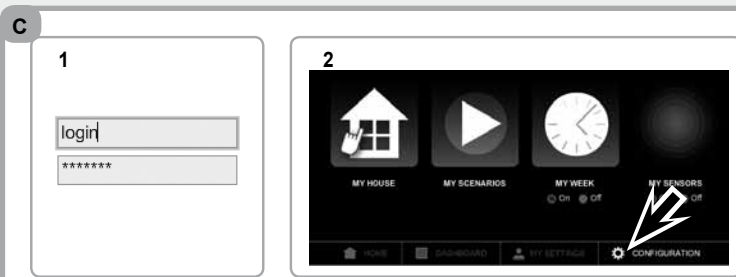 C
1
login
*******
2
MY HOUSE
MY SCENARIOS
MY WEEK
On Off
MY SENSORS
Off
HOME
DASHBOARD
MY SETTINGS
CONFIGURATION